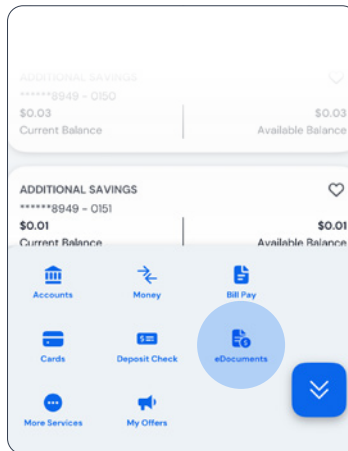 ADDITIONAL SAVINGS
******8949 - 0150
$0.03 $0.03
Current Balance Available Balance
ADDITIONAL SAVINGS
******8949 - 0151
$0.01 $0.01
Current Balance Available Balance
Accounts Money Bill Pay
Cards Deposit Check eDocuments
More Services My Offers